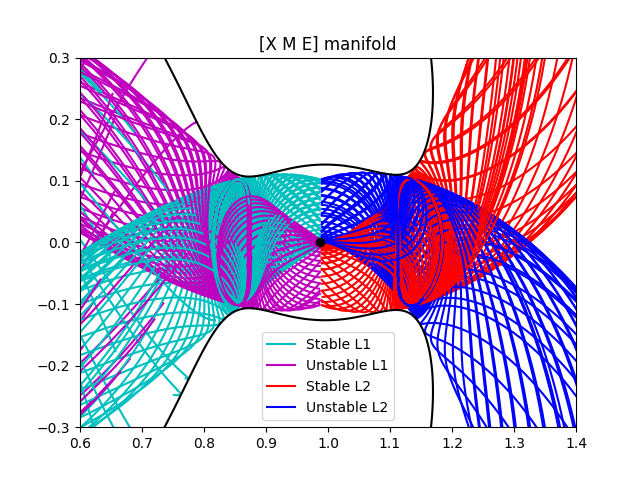 [X M E] manifold
0.3
0.2
0.1
0.0
−0.1
−0.2
−0.3
Stable L1
Unstable L1
Stable L2
Unstable L2
0.6 0.7 0.8 0.9 1.0 1.1 1.2 1.3 1.4